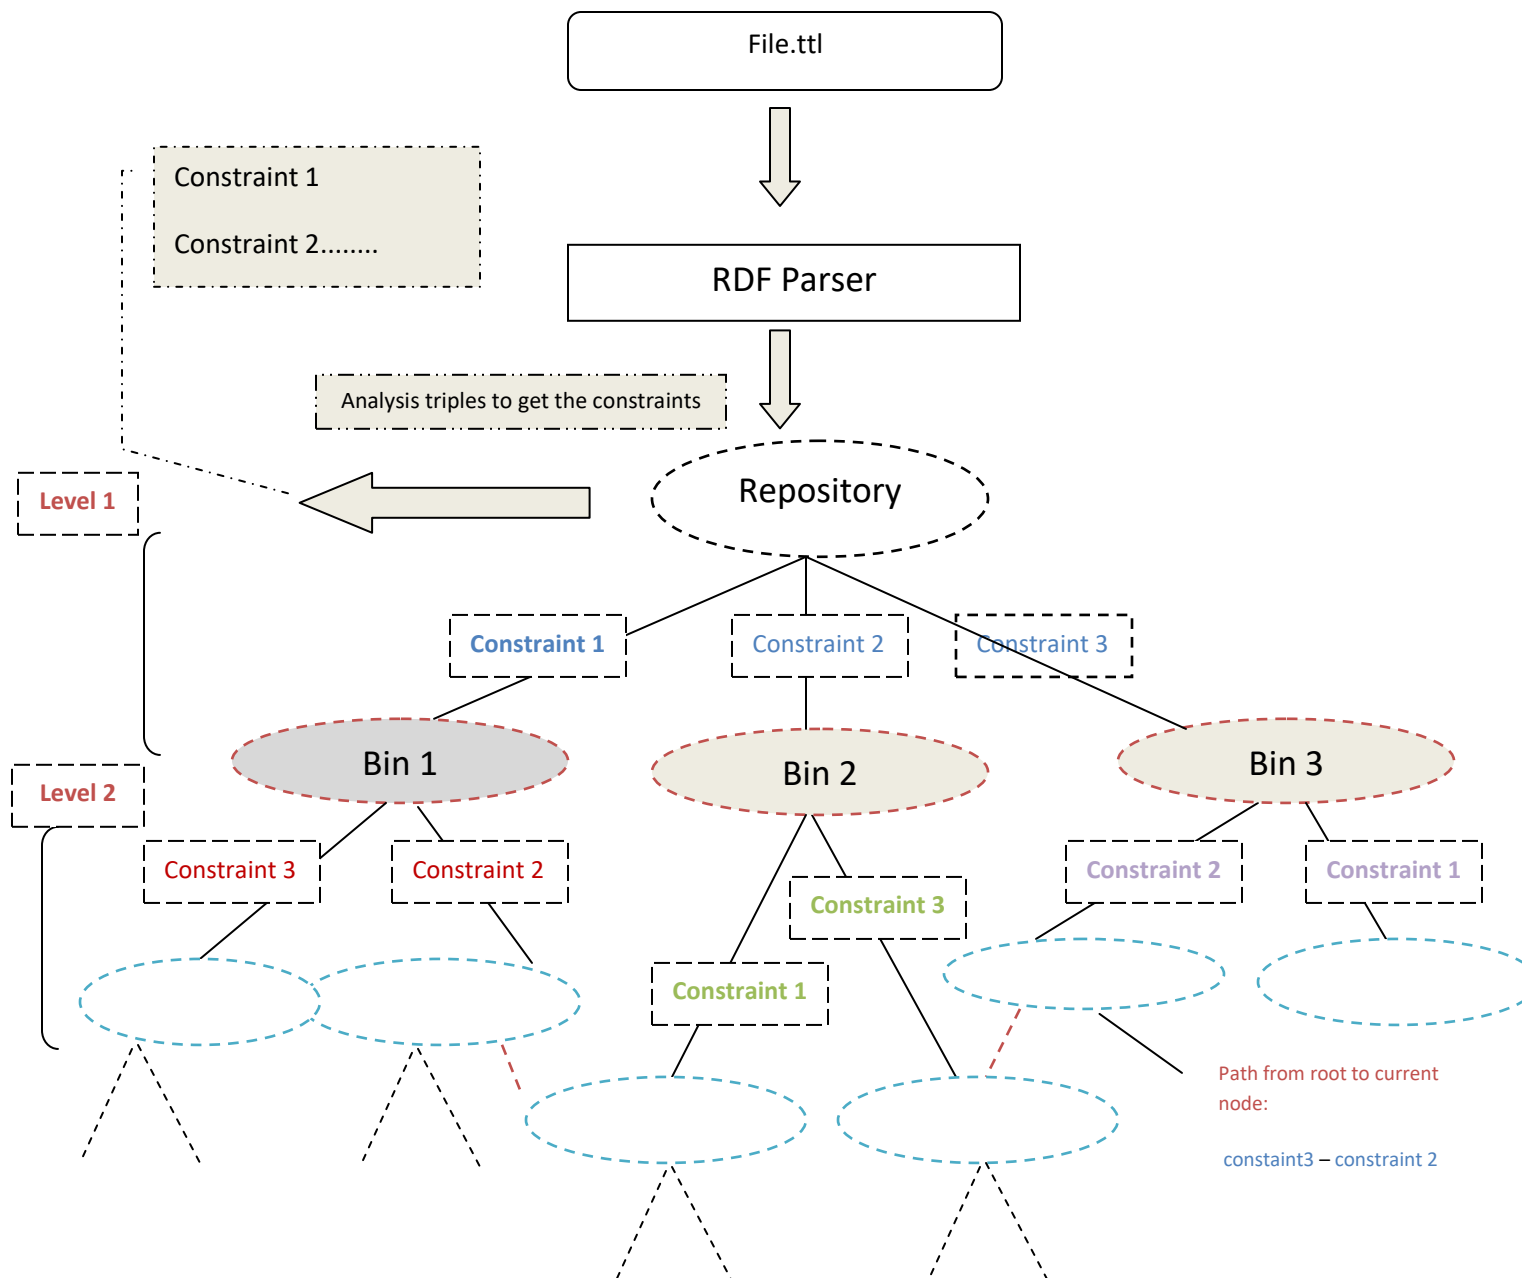 File.ttl
Constraint 1
Constraint 2........
RDF Parser
Analysis triples to get the constraints
Repository
Level 1
Constraint 1
Constraint 2
Constraint 3
Bin 1
Bin 2
Bin 3
Level 2
Constraint 3
Constraint 2
Constraint 2
Constraint 1
Constraint 3
Constraint 1
Path from root to current
node:
constaint3 – constraint 2